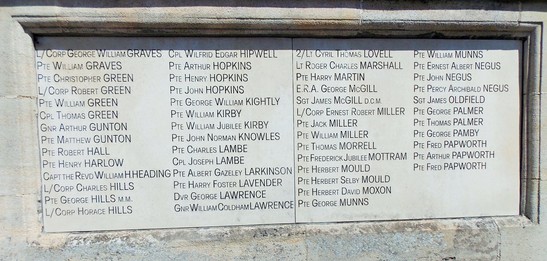 L/Corp George William GRAVES
Pte William GRAVES
Pte Christopher GREEN
L/Corp Robert GREEN
Pte William GREEN
Cpl Thomas GREEN
Gnr Arthur GUNTON
Pte Matthew GUNTON
Pte Robert HALL
Pte Henry HARLOW
Capt the Revd William H.HEADING
L/Corp Charles HILLS
Pte George HILLS M.M.
L/Corp Horace HILLS
Cpl Wilfrid Edgar HIPWELL
Pte Arthur HOPKINS
Pte Henry HOPKINS
Pte John HOPKINS
Pte George William KIGHTLY
Pte William KIRBY
Pte William Jubilee KIRBY
Pte John Norman KNOWLES
Pte Charles LAMBE
Cpl Joseph LAMBE
Pte Albert Gazeley LARKINSON
Pte Harry Foster LAVENDER
Dvr George LAWRENCE
Gnr William Coldham LAWRENCE
2/Lt Cyril Thomas LOVELL
Lt Roger Charles MARSHALL
Pte Harry MARTIN
E.R.A. George McGILL
Sgt James McGILL D.C.M.
L/Corp Ernest Robert MILLER
Pte Jack MILLER
Pte William MILLER
Pte Thomas MORRELL
Pte Frederick Jubilee MOTTRAM
Pte Herbert MOULD
Pte Herbert Selby MOULD
Pte Herbert David MOXON
Pte George MUNNS
Pte William MUNNS
Pte Ernest Albert NEGUS
Pte John NEGUS
Pte Percy Archibald NEGUS
Sgt James OLDFIELD
Pte George PALMER
Pte Thomas PALMER
Pte George PAMBY
Pte Fred PAPWORTH
Pte Arthur PAPWORTH
Pte Fred PAPWORTH